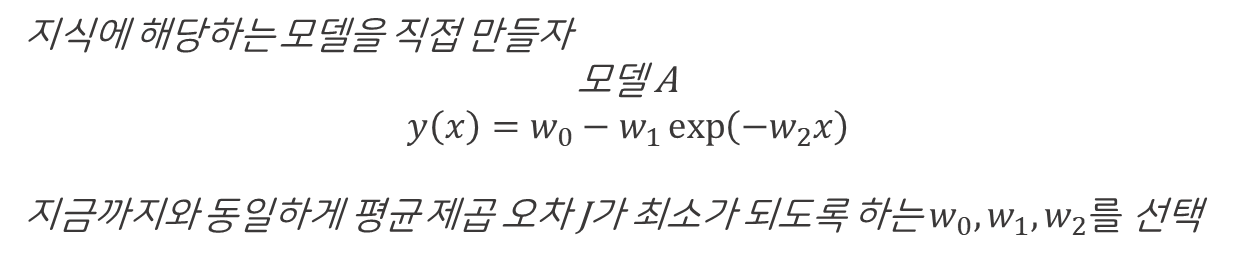 지식에 해당하는 모델을 직접 만들자
모델 A
y(x) = w₀ − w₁ exp(−w₂x)
지금까지와 동일하게 평균 제곱 오차 J가 최소가 되도록 하는 w₀, w₁, w₂를 선택